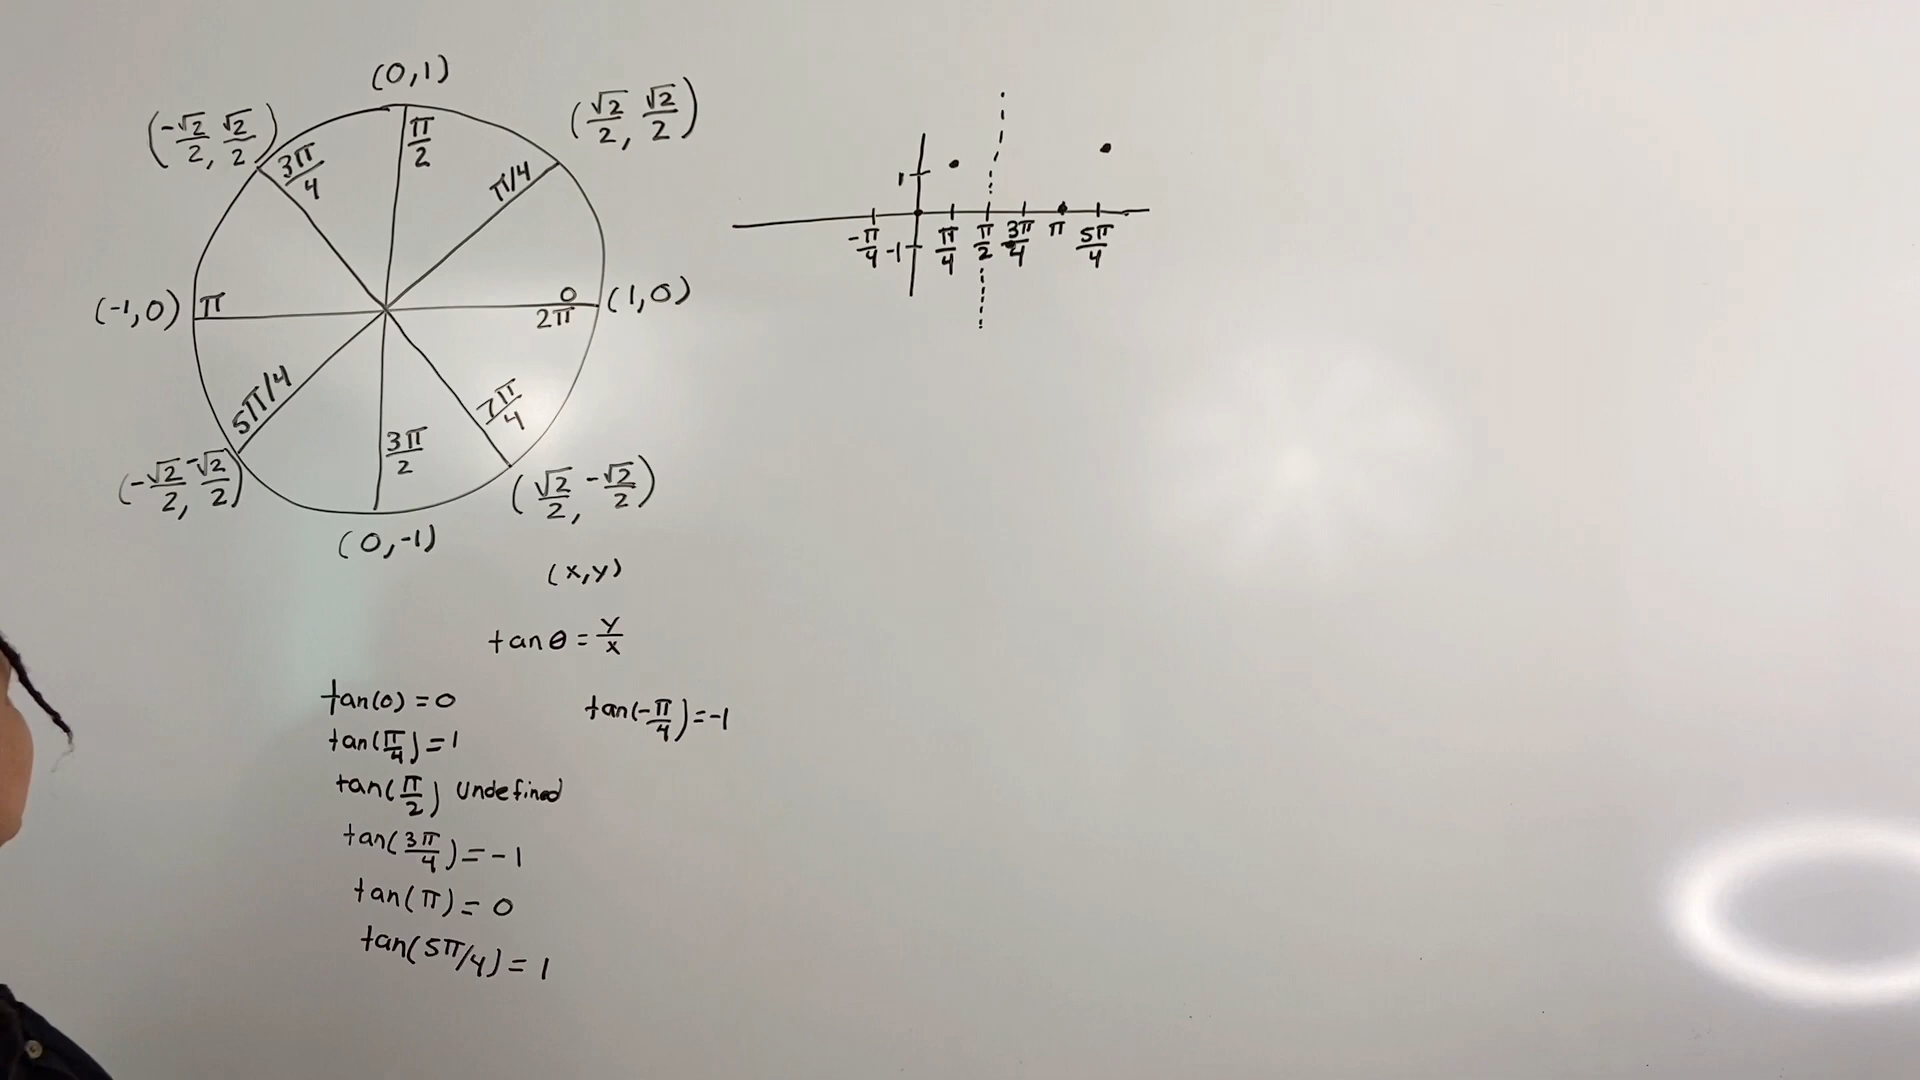 (0,1)
(-√2/2, √2/2)
(√2/2, √2/2)
3π/4
π/2
π/4
(-1,0)
π
0
2π
(1,0)
5π/4
3π/2
7π/4
(-√2/2, -√2/2)
(√2/2, -√2/2)
(0,-1)
(x,y)
tan θ = y/x
tan(0) = 0
tan(π/4) = 1
tan(π/2) undefined
tan(3π/4) = -1
tan(π) = 0
tan(5π/4) = 1
tan(-π/4) = -1
1
-1
-π/4 π/4 π/2 3π/4 π 5π/4